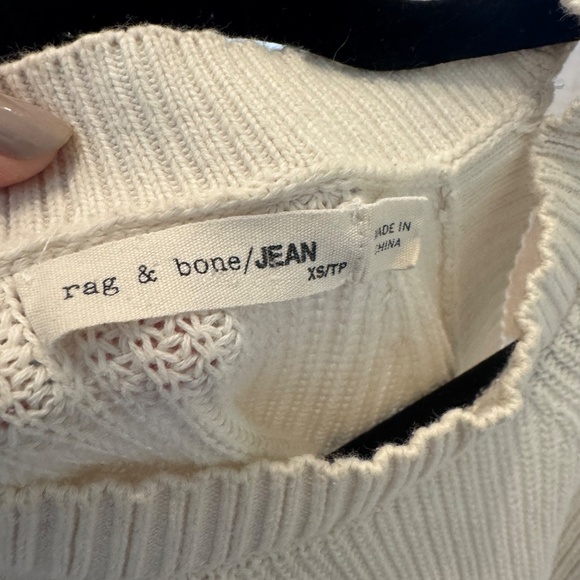 rag & bone/JEAN
XS/TP
ADE IN
HINA